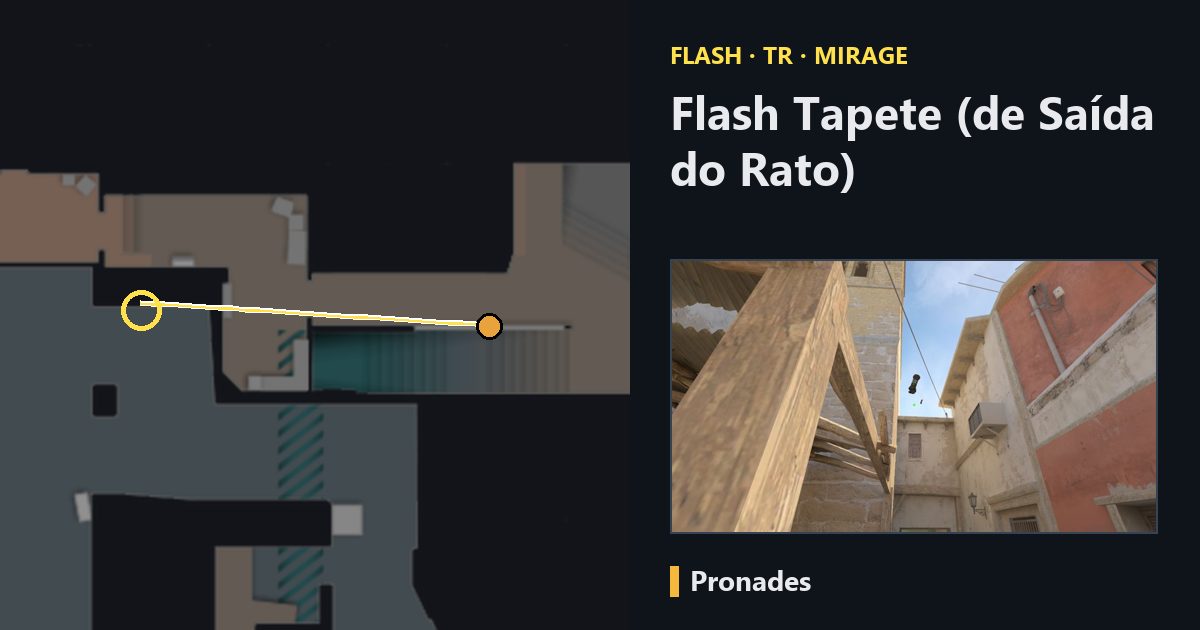 FLASH · TR · MIRAGE
Flash Tapete (de Saída
do Rato)
Pronades